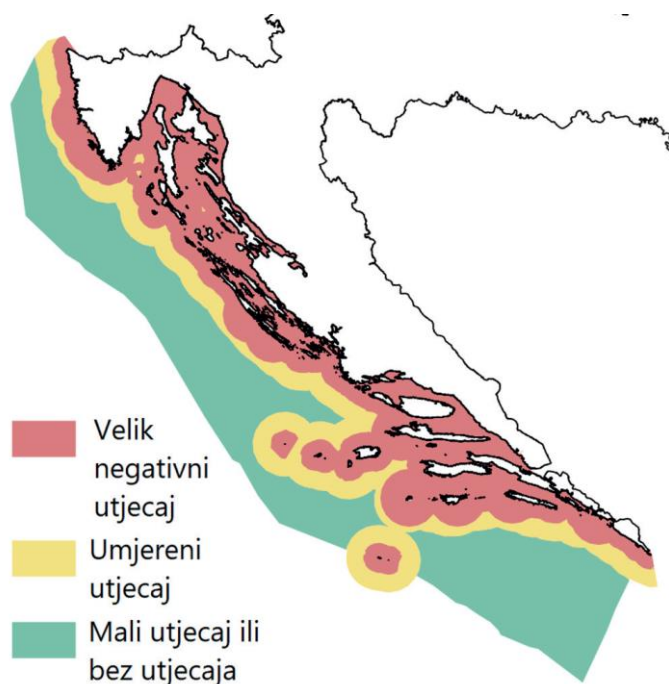 Velik
negativni
utjecaj
Umjereni
utjecaj
Mali utjecaj ili
bez utjecaja